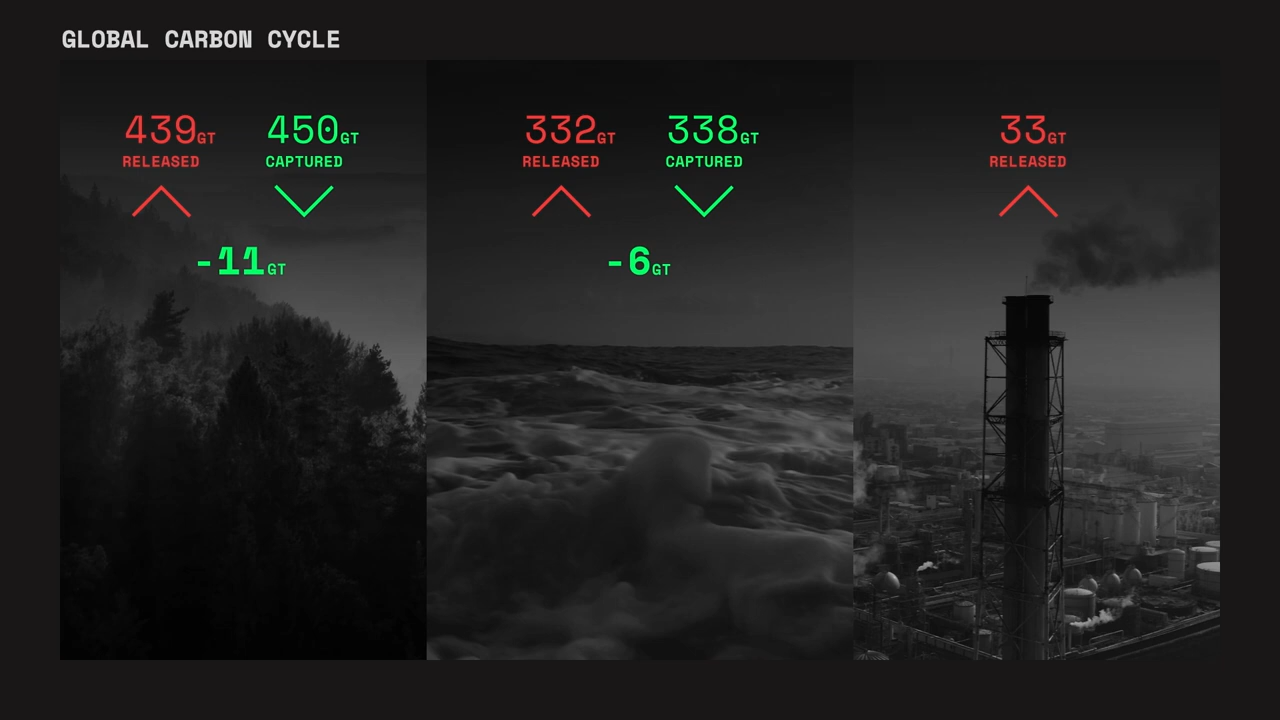 GLOBAL CARBON CYCLE
439GT 450GT
RELEASED CAPTURED
-11GT
332GT 338GT
RELEASED CAPTURED
-6GT
33GT
RELEASED